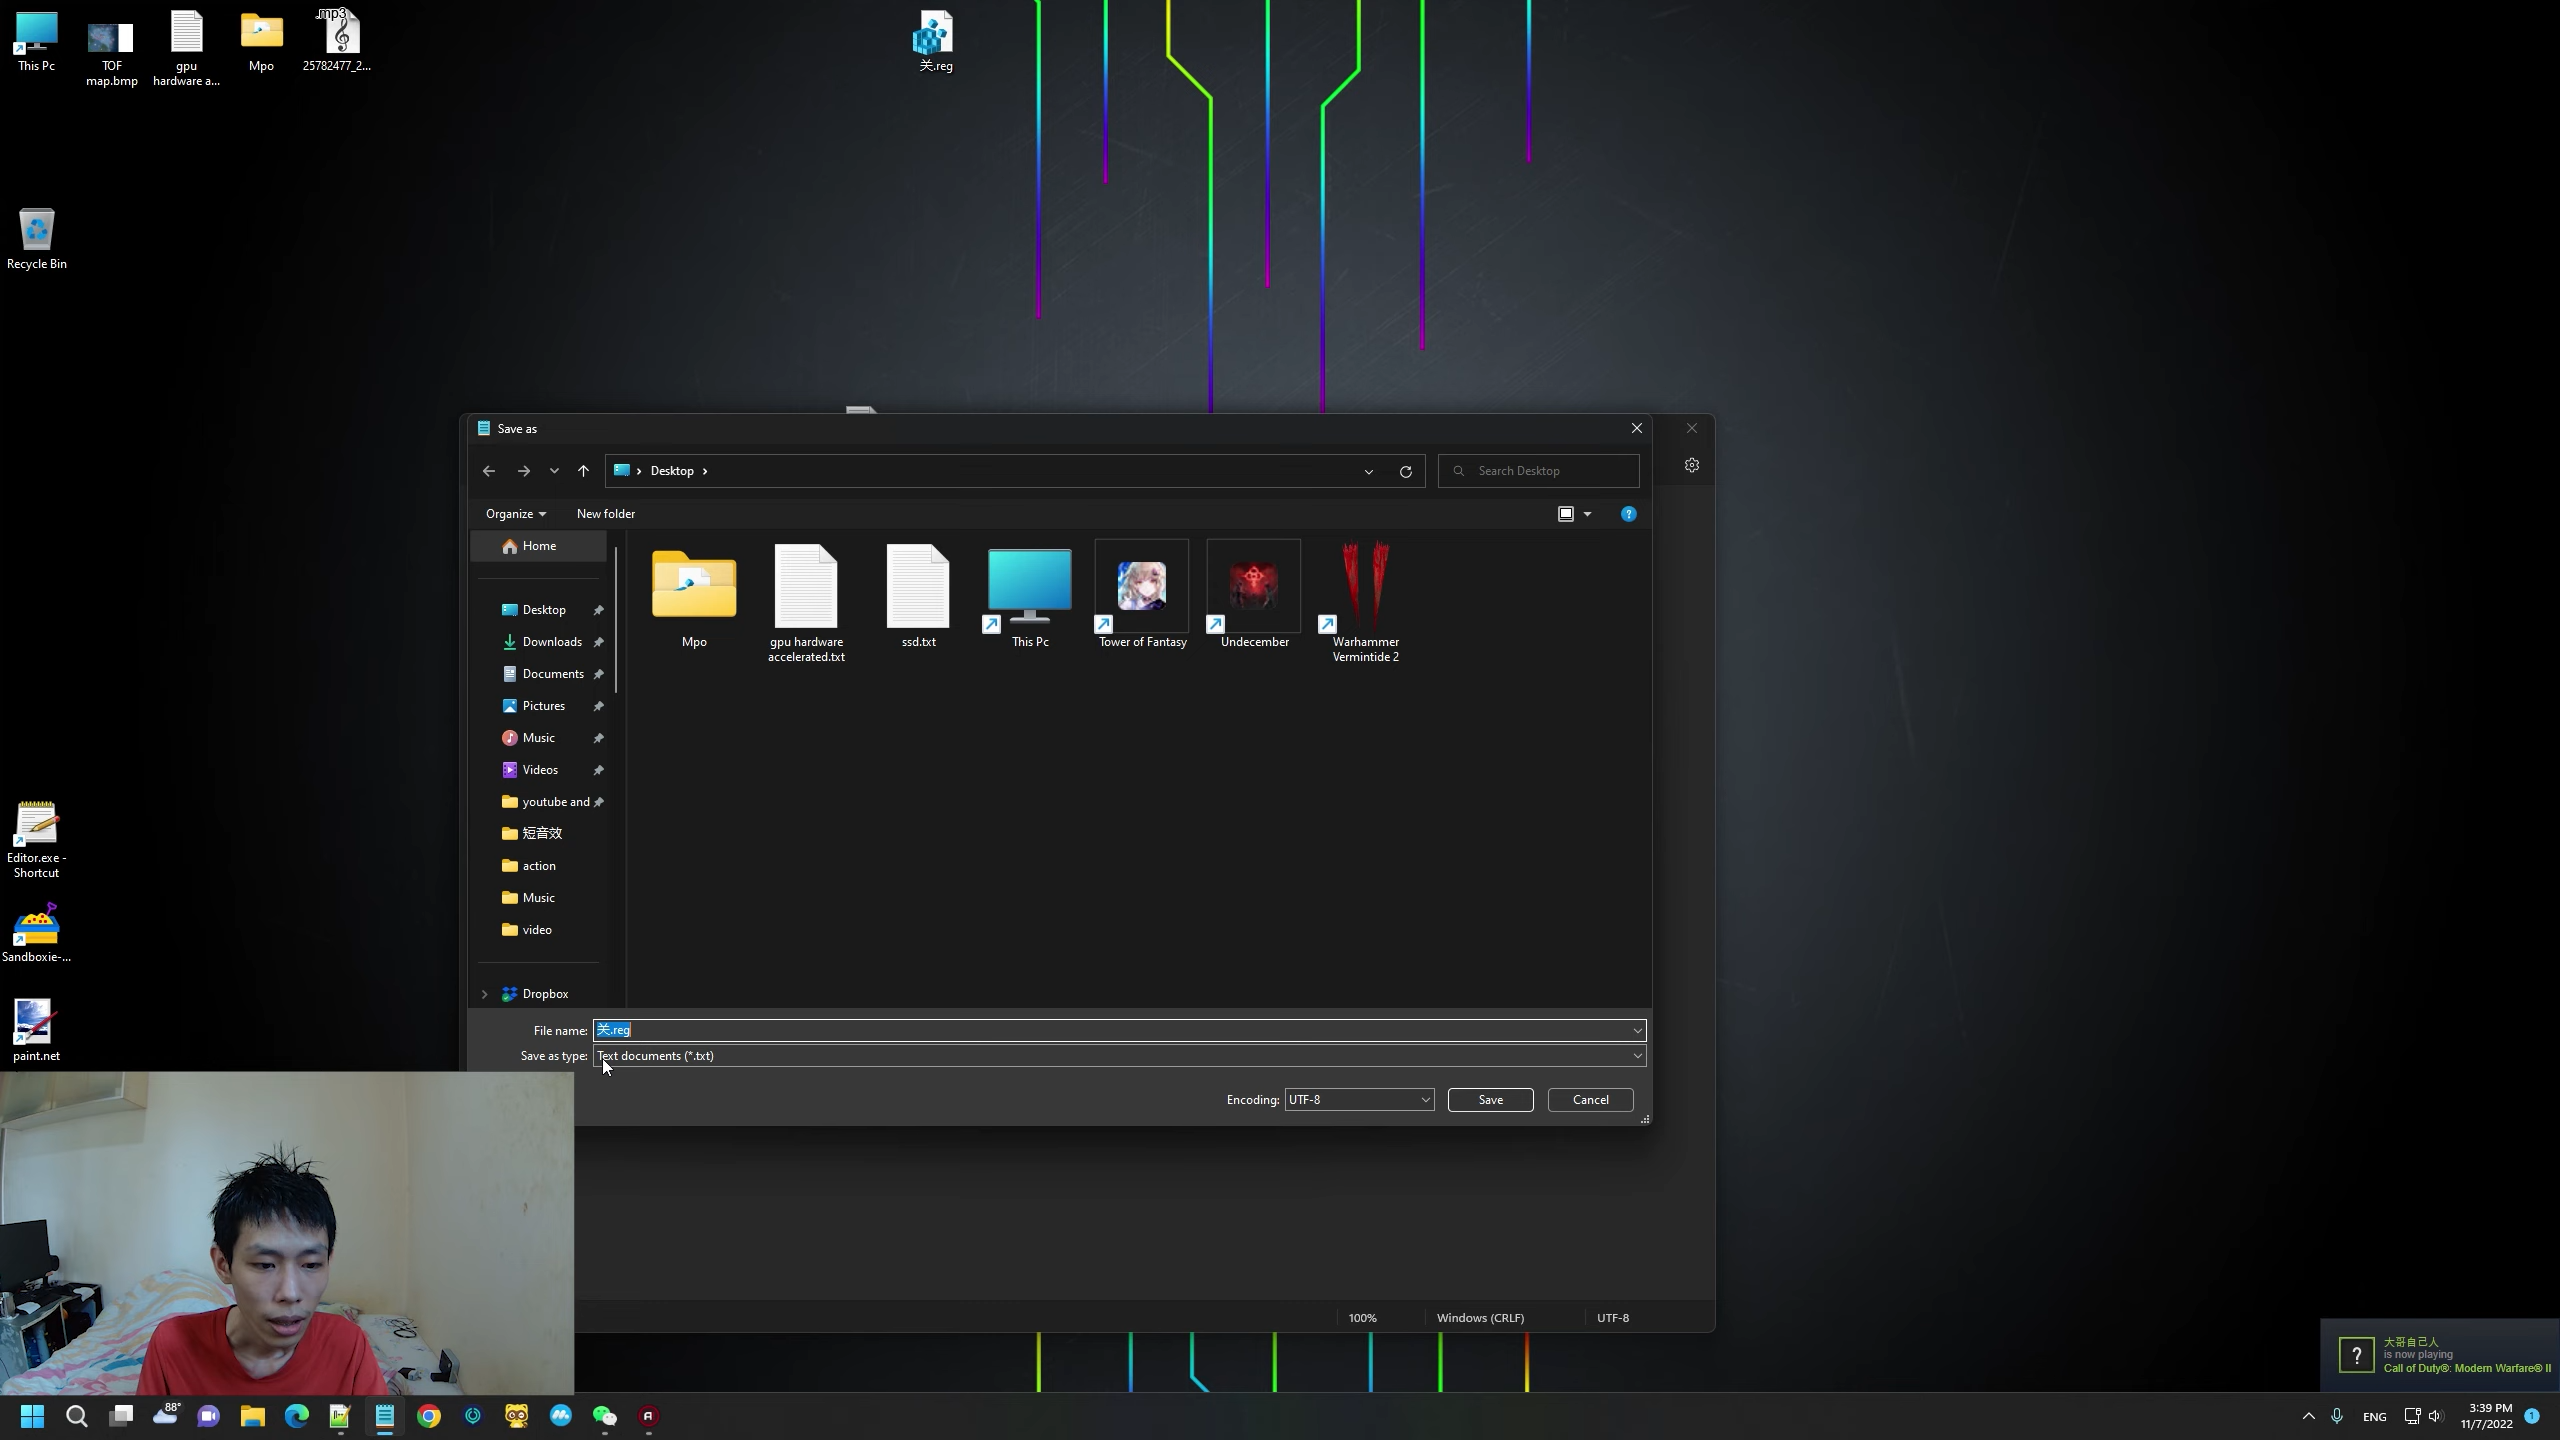 This Pc
TOF
map.bmp
gpu
hardware a...
Mpo
.mp3
25782477_2...
关.reg
Recycle Bin
Editor.exe -
Shortcut
Sandboxie-...
paint.net
Save as
Desktop
Search Desktop
Organize
New folder
Home
Desktop
Downloads
Documents
Pictures
Music
Videos
youtube and
短音效
action
Music
video
Dropbox
Mpo
gpu hardware
accelerated.txt
ssd.txt
This Pc
Tower of Fantasy
Undecember
Warhammer
Vermintide 2
File name: 关.reg
Save as type: Text documents (*.txt)
Encoding: UTF-8
Save
Cancel
100%
Windows (CRLF)
UTF-8
大哥自己人
is now playing
Call of Duty®: Modern Warfare® II
88°
ENG
3:39 PM
11/7/2022
1